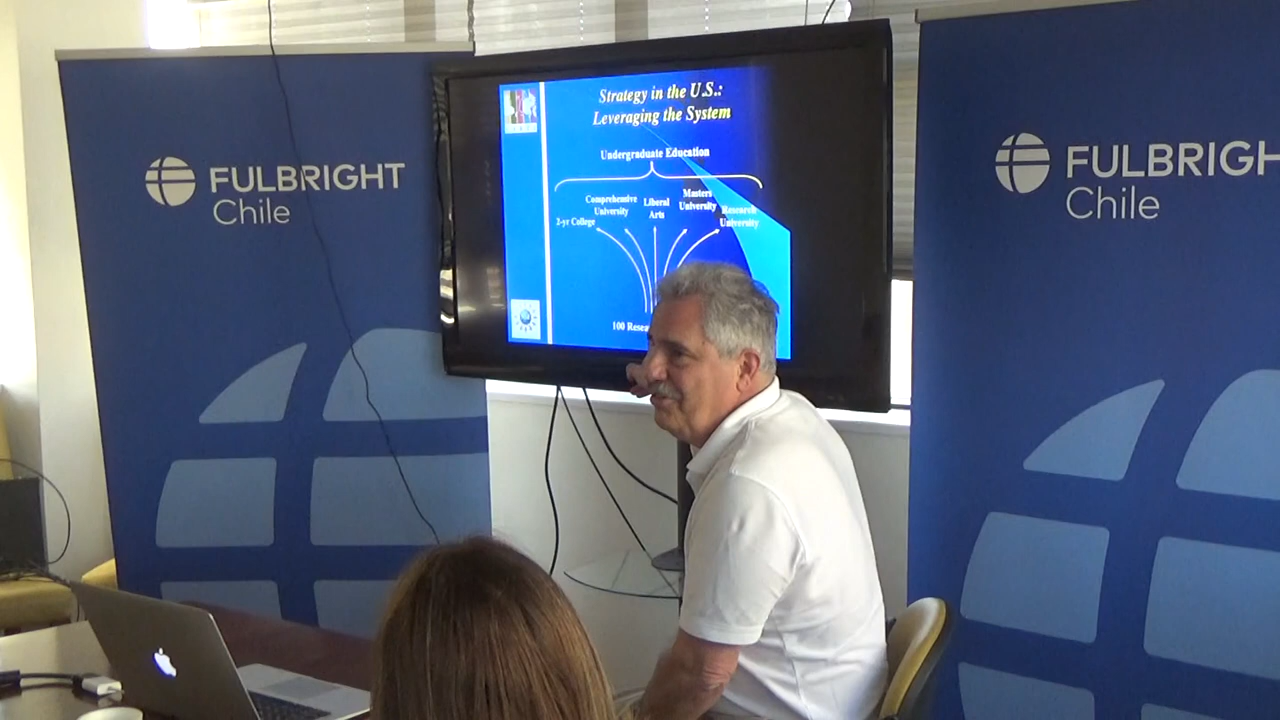 FULBRIGHT
Chile
Strategy in the U.S.:
Leveraging the System
Undergraduate Education
Comprehensive
University
2-yr College
Liberal
Arts
Masters
University
Research
University
100
FULBRIGH
Chile